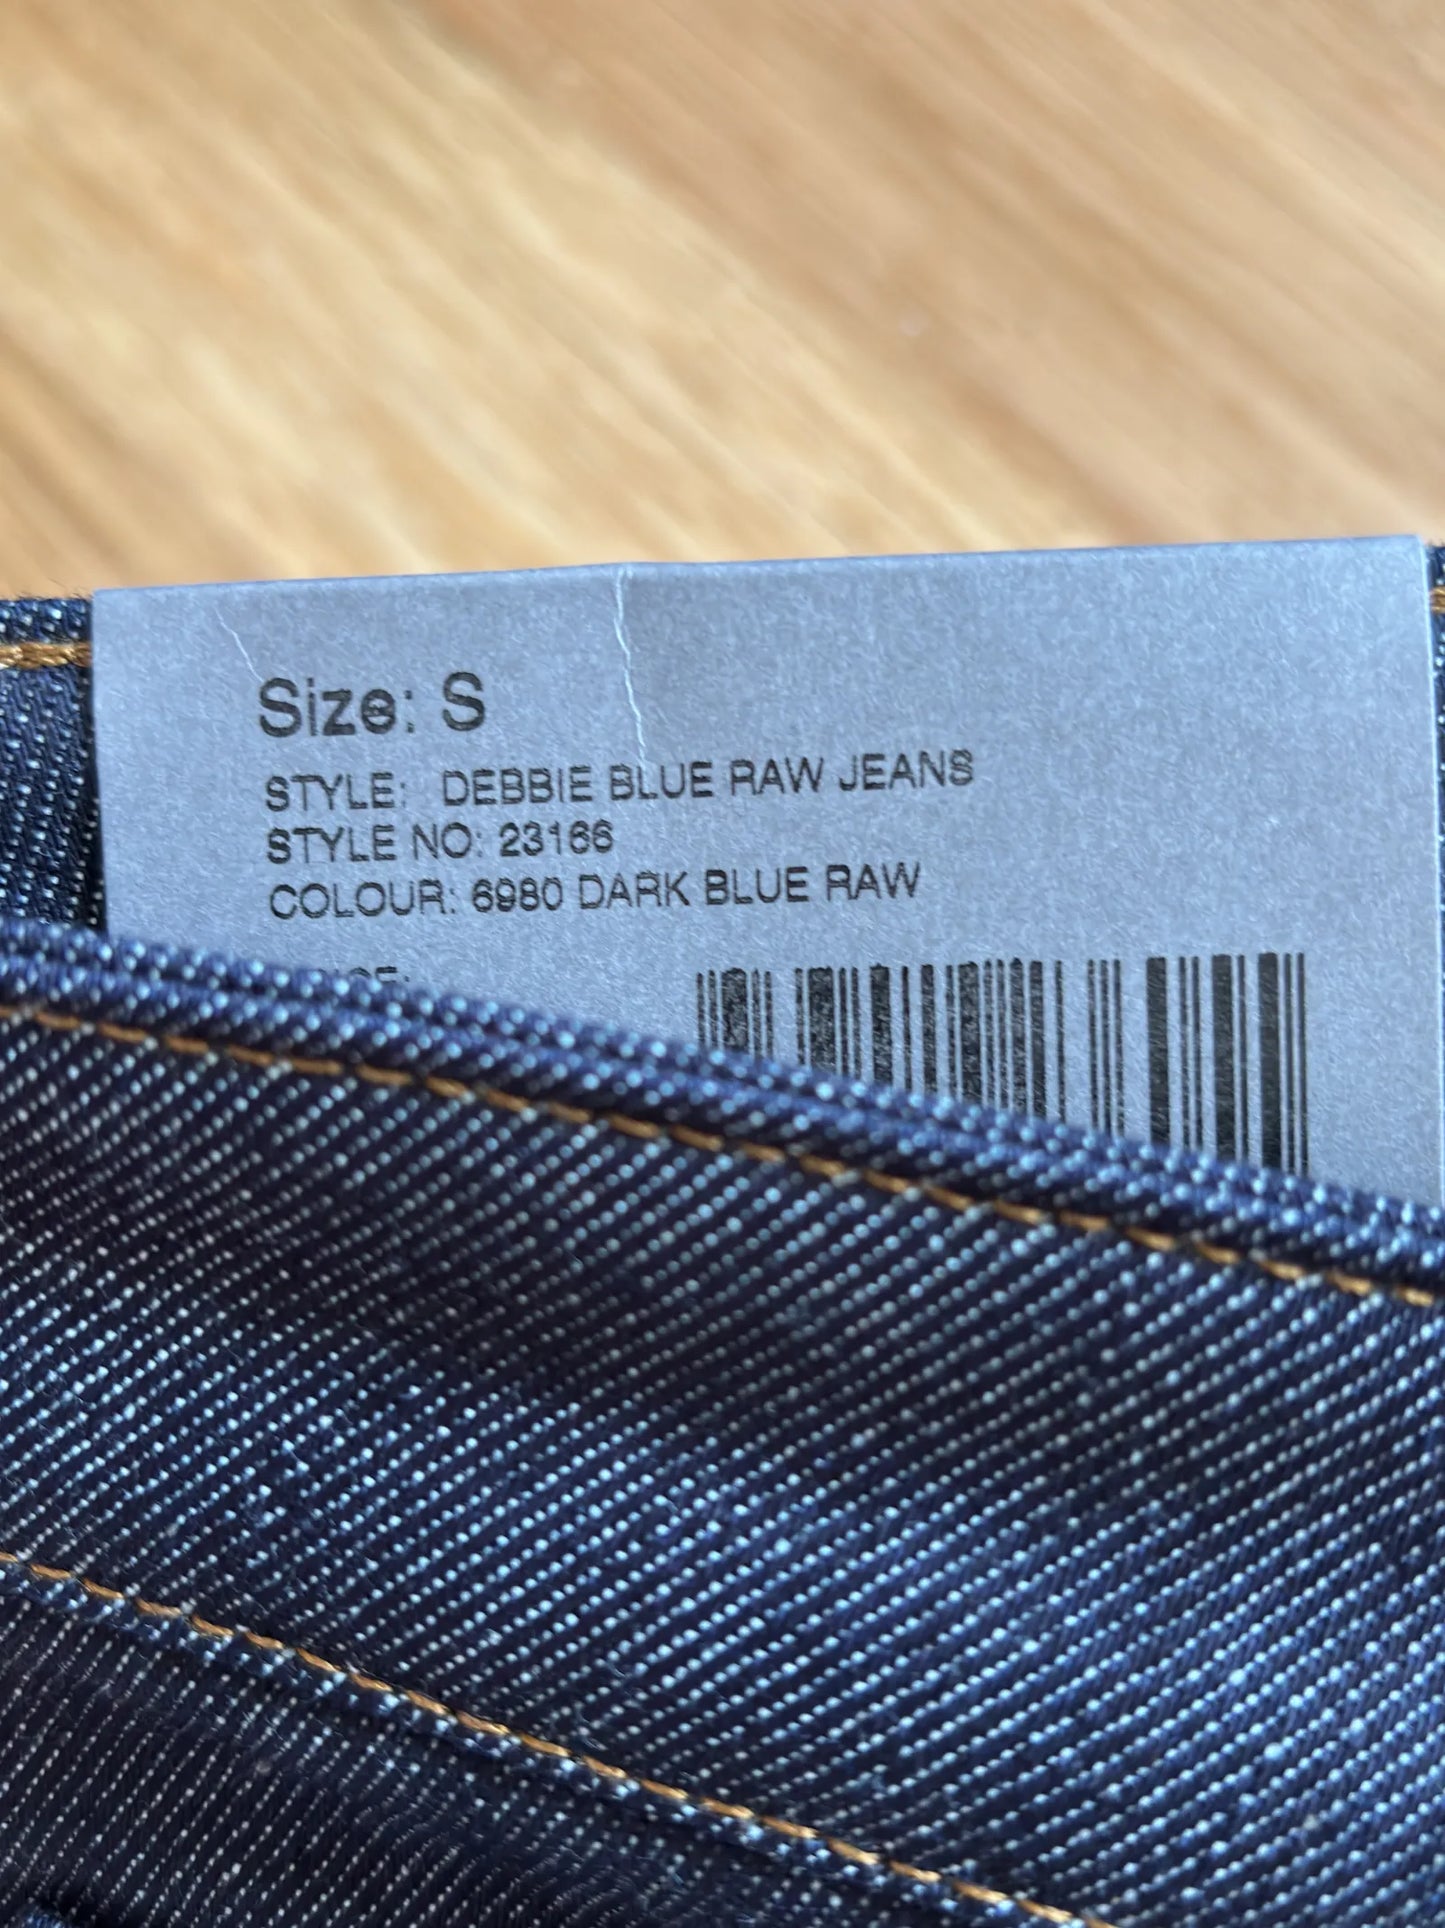 Size: S
STYLE: DEBBIE BLUE RAW JEANS
STYLE NO: 23166
COLOUR: 6980 DARK BLUE RAW